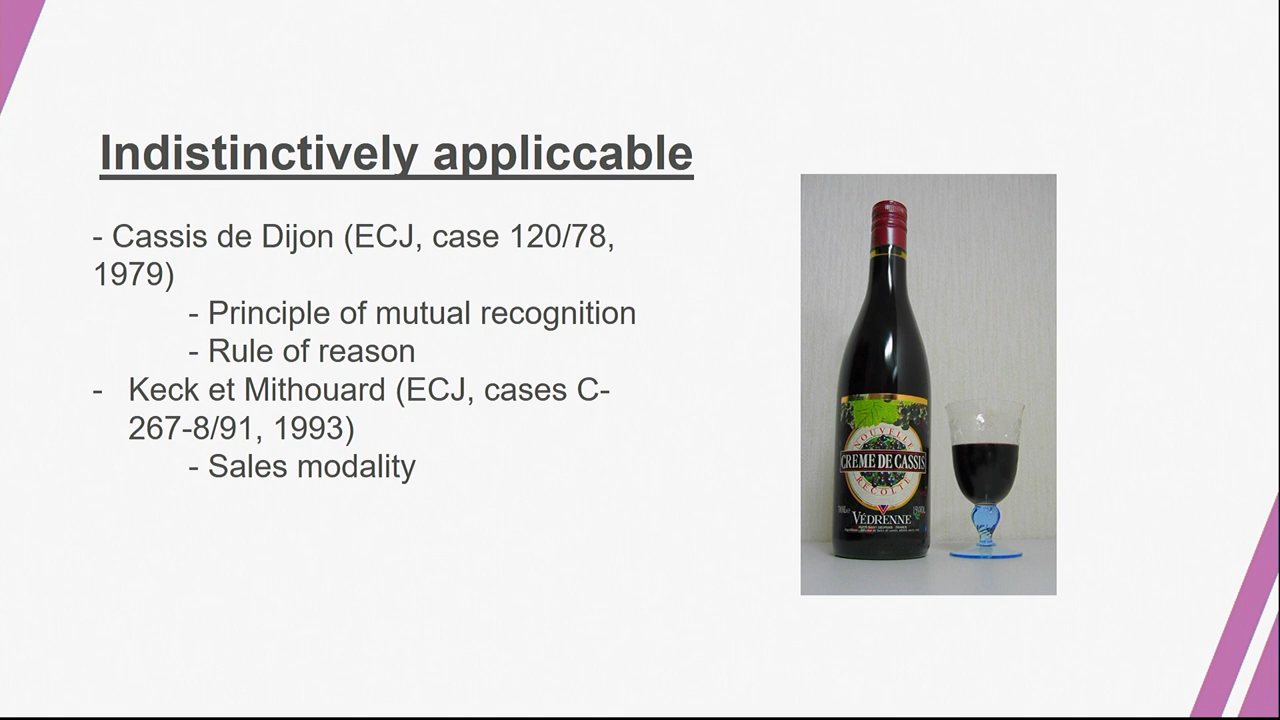 Indistinctively appliccable
- Cassis de Dijon (ECJ, case 120/78,
1979)
- Principle of mutual recognition
- Rule of reason
- Keck et Mithouard (ECJ, cases C-
267-8/91, 1993)
- Sales modality
NOUVELLE
CREME DE CASSIS
RECOLTE
VÉDRENNE